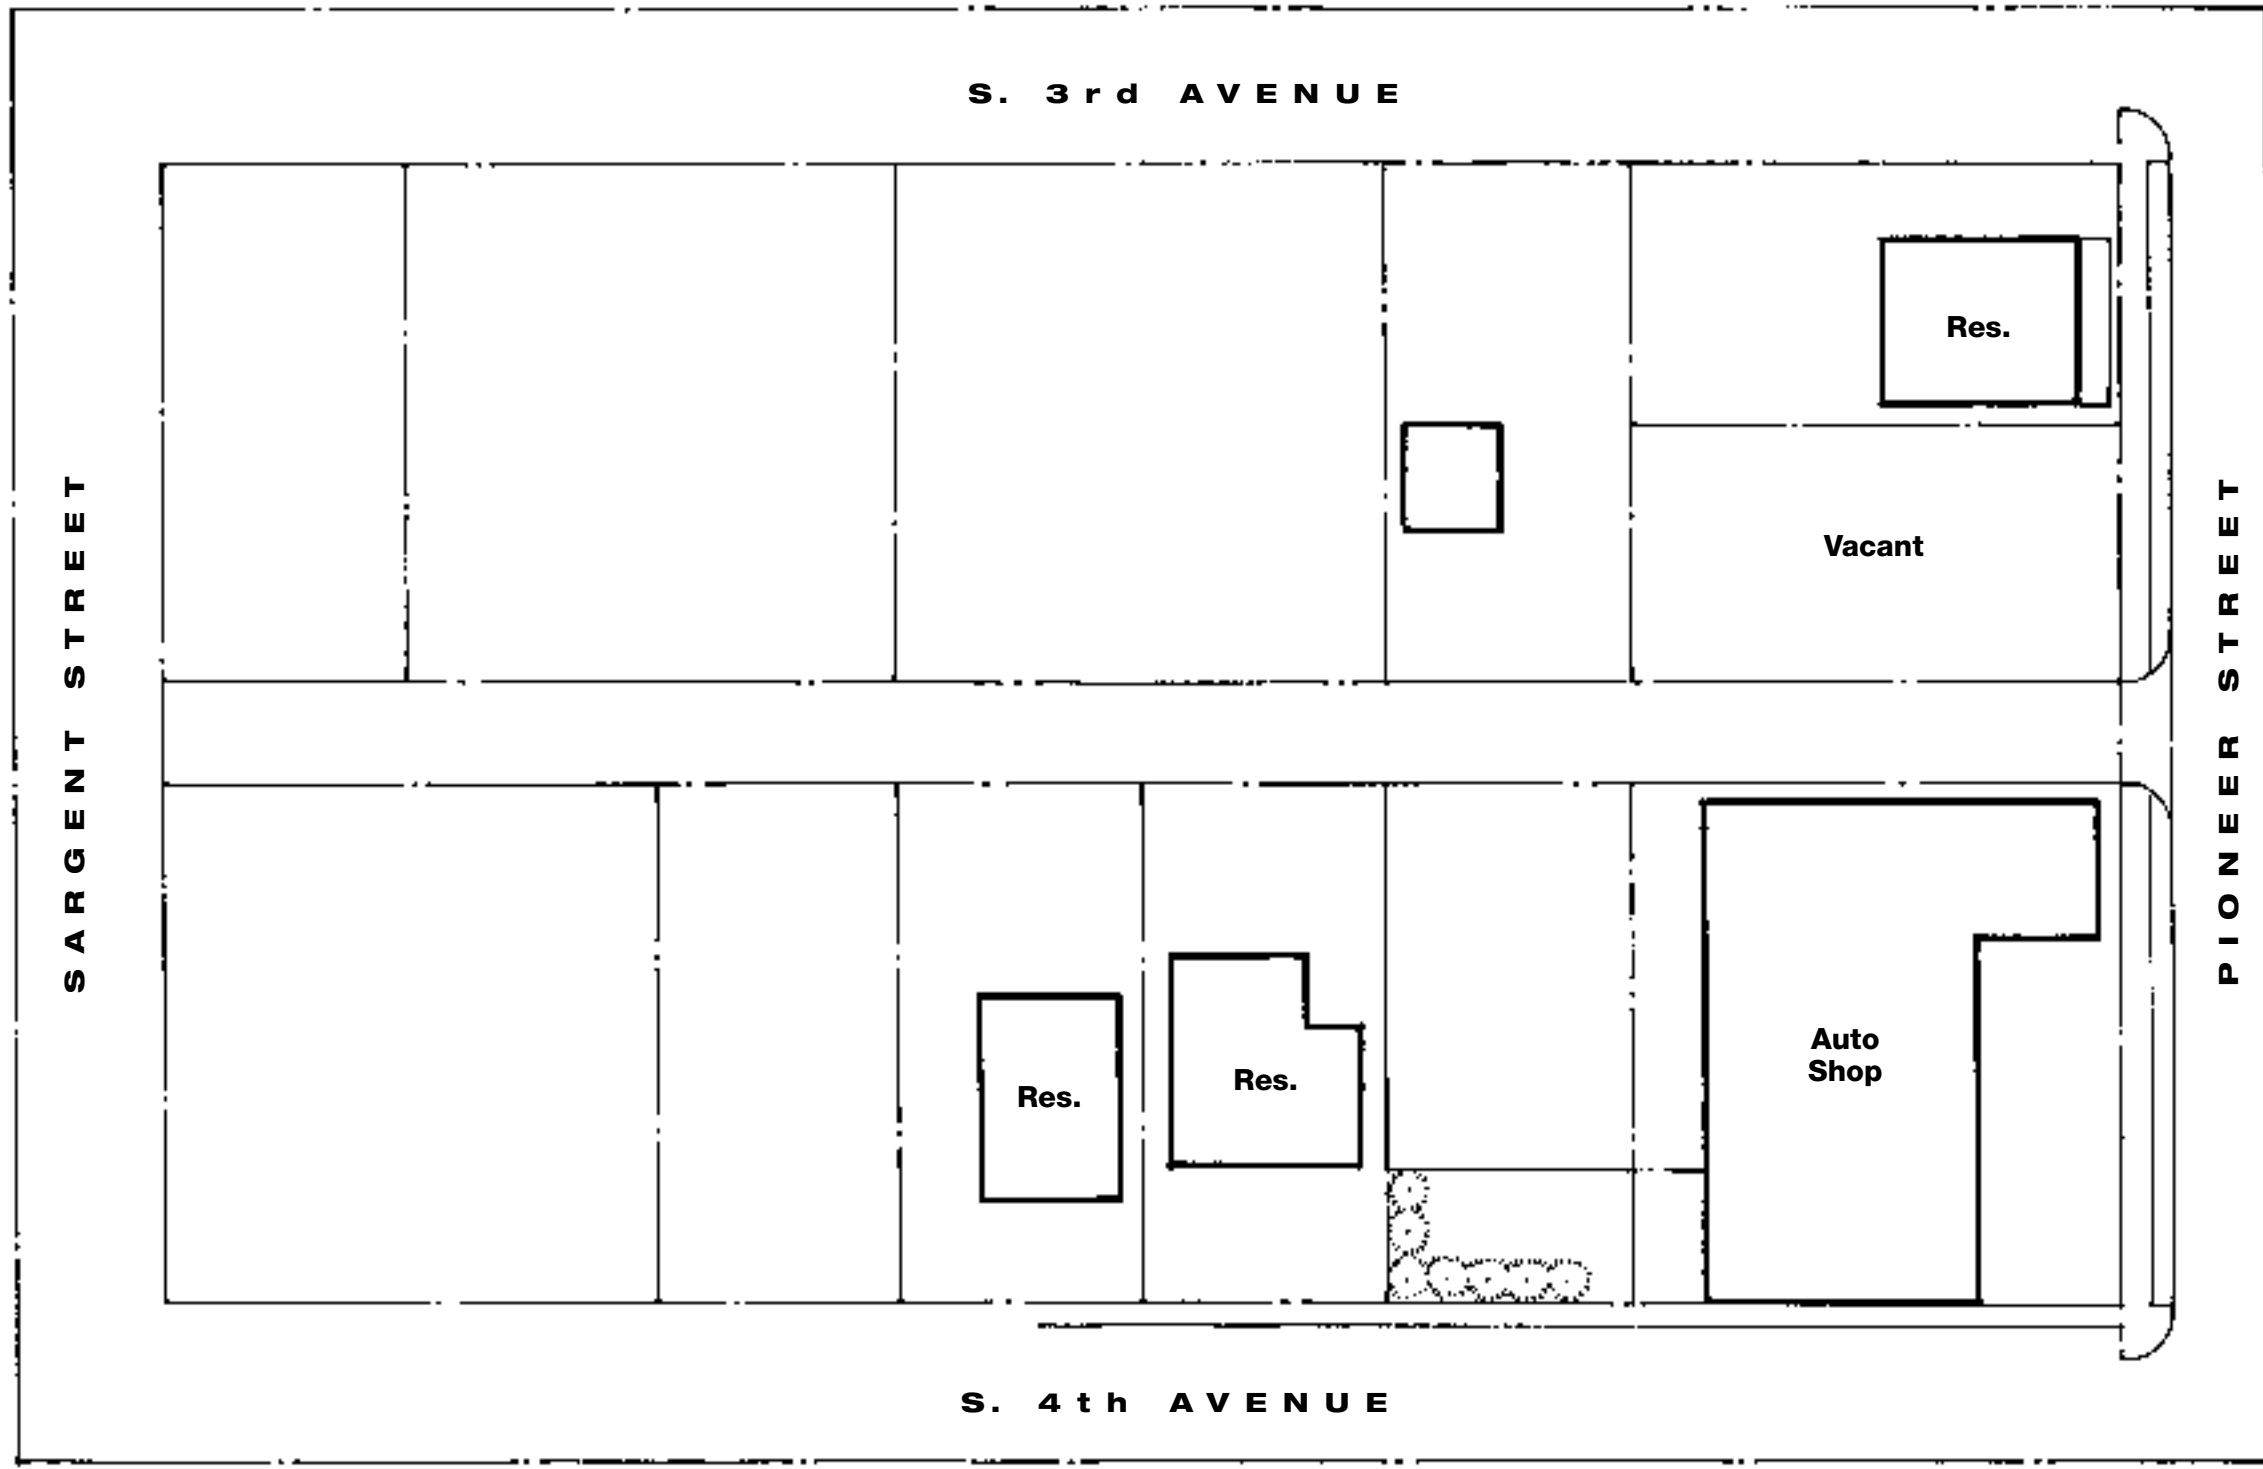 S. 3rd AVENUE
Res.
SARGENT STREET
PIONEER STREET
Vacant
Auto
Shop
Res.
Res.
S. 4th AVENUE